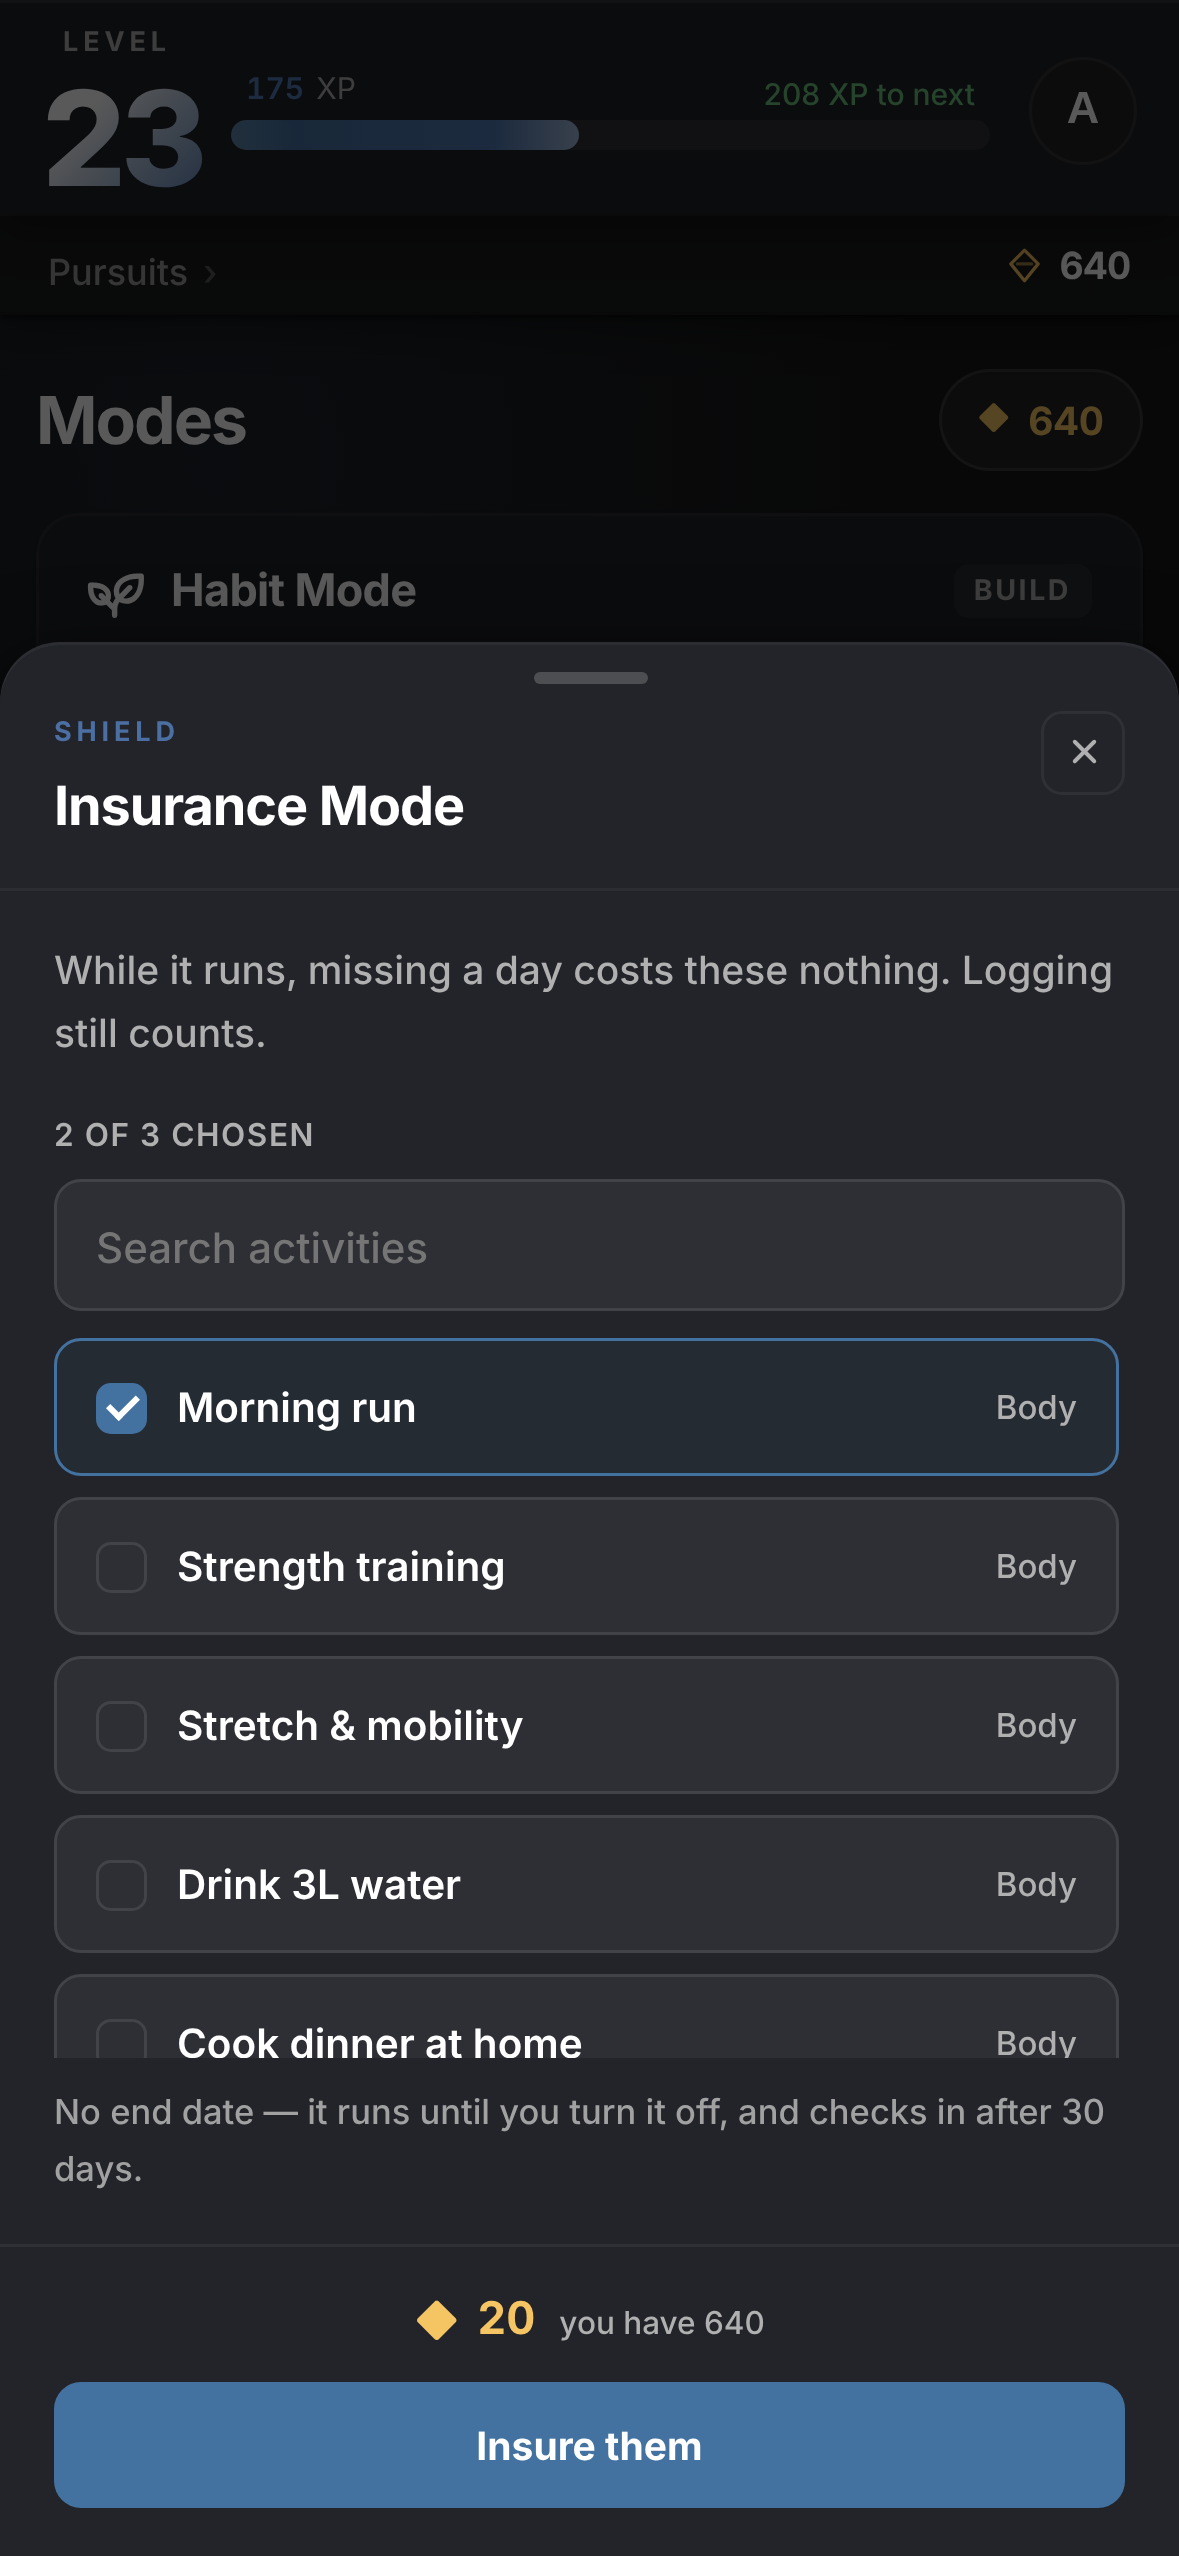 LEVEL
23
175 XP
208 XP to next
A
Pursuits ›
640
Modes
640
Habit Mode
BUILD
SHIELD
Insurance Mode
While it runs, missing a day costs these nothing. Logging
still counts.
2 OF 3 CHOSEN
Search activities
Morning run
Body
Strength training
Body
Stretch & mobility
Body
Drink 3L water
Body
Cook dinner at home
Body
No end date — it runs until you turn it off, and checks in after 30
days.
20 you have 640
Insure them